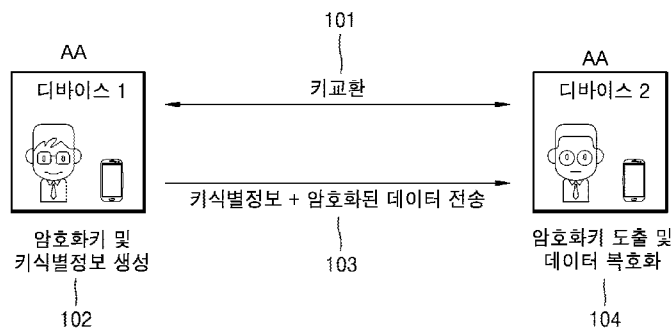 101
AA
AA
디바이스 1
키교환
디바이스 2
키식별정보 + 암호화된 데이터 전송
암호화키 및
키식별정보 생성
암호화키 도출 및
데이터 복호화
103
102
104